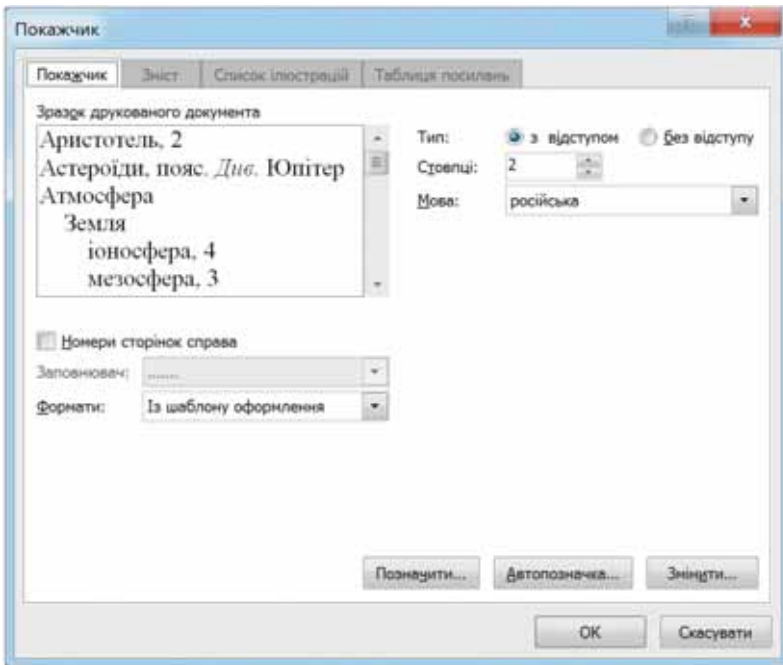 Покажчик
Покажчик Зміст Список ілюстрацій Таблиця посилань
Зразок друкованого документа
Аристотель, 2
Астероїди, пояс. Див. Юпітер
Атмосфера
Земля
іоносфера, 4
мезосфера, 3
Тип: з відступом без відступу
Стовпці: 2
Мова: російська
Номери сторінок справа
Заповнювач: .......
Формати: Із шаблону оформлення
Позначити... Автопозначка... Змінити...
ОК Скасувати